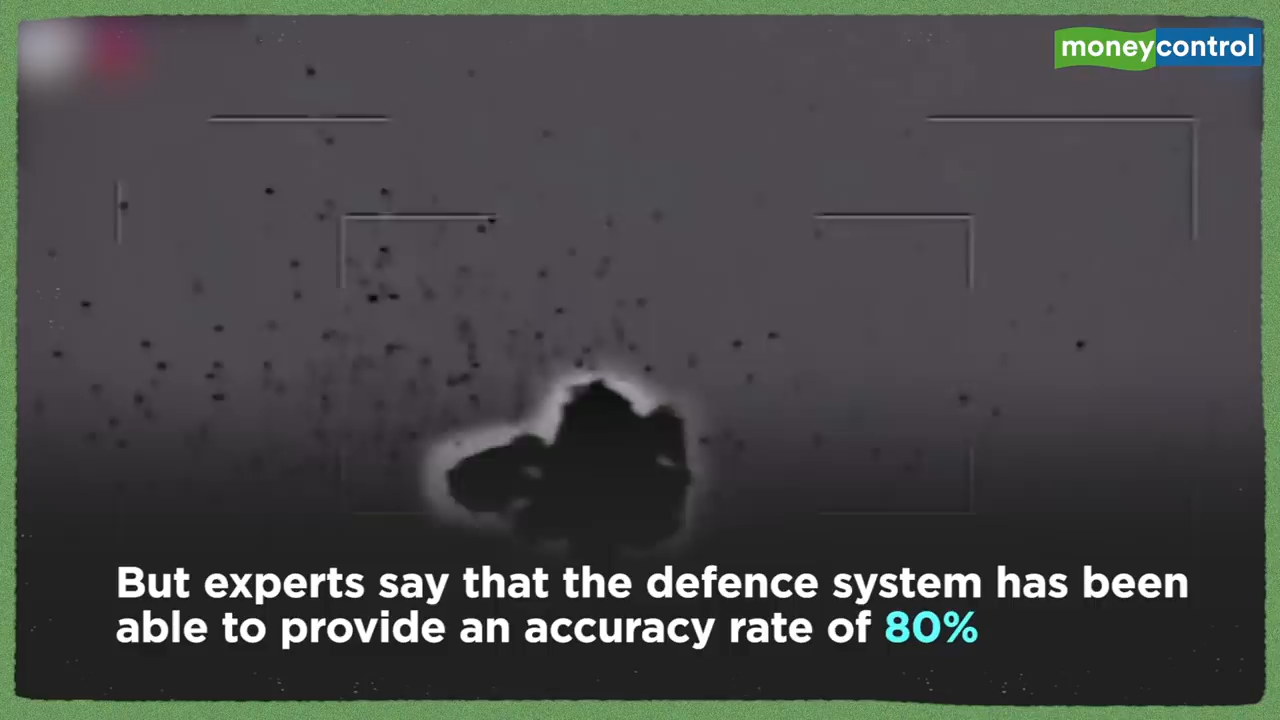 moneycontrol
But experts say that the defence system has been
able to provide an accuracy rate of 80%